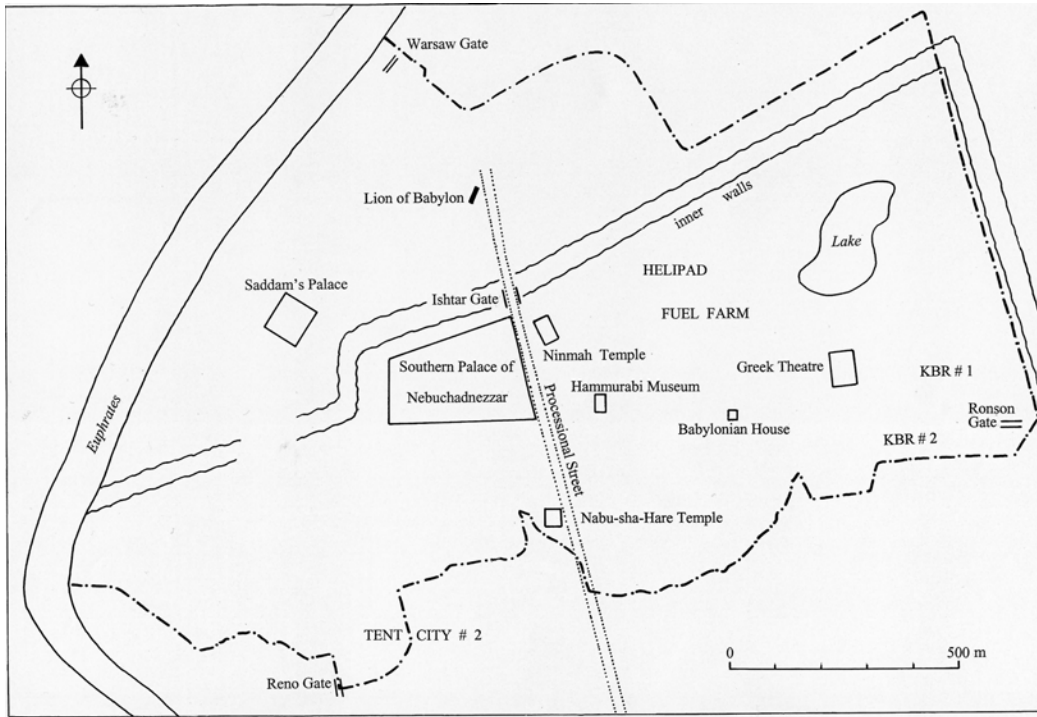 Warsaw Gate
Lion of Babylon
inner walls
Lake
HELIPAD
Saddam's Palace
Ishtar Gate
FUEL FARM
Ninmah Temple
Southern Palace of
Nebuchadnezzar
Greek Theatre
KBR # 1
Hammurabi Museum
Euphrates
Processional Street
Babylonian House
Ronson
Gate
KBR # 2
Nabu-sha-Hare Temple
TENT CITY # 2
0 500 m
Reno Gate